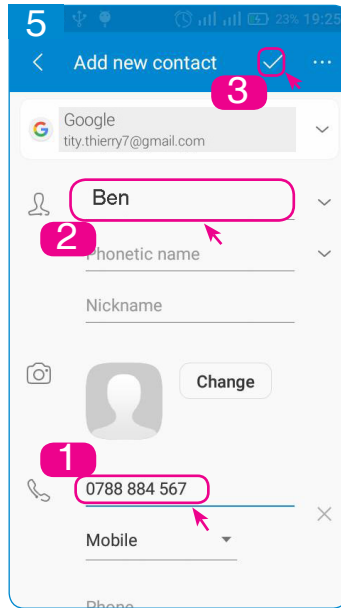 5
23% 19:25
Add new contact
3
G Google
tity.thierry7@gmail.com
Ben
2
Phonetic name
Nickname
Change
1
0788 884 567
Mobile
Phone